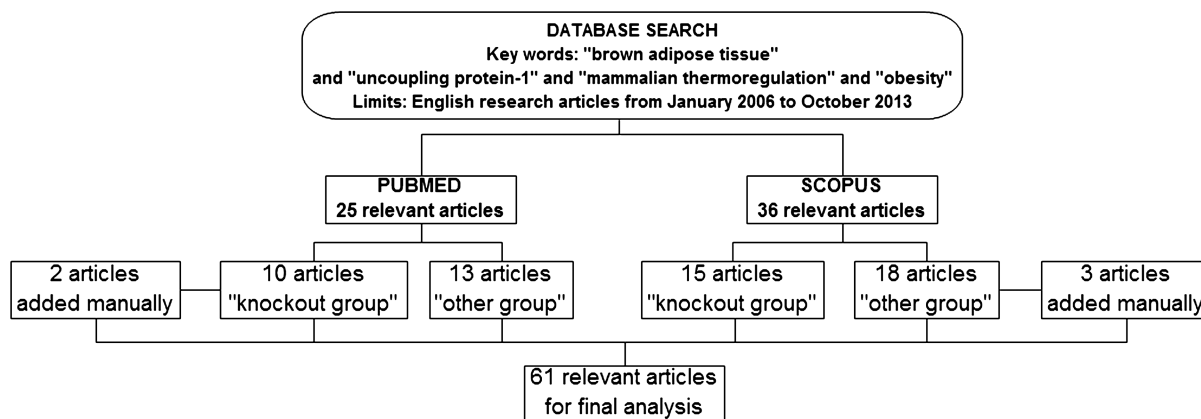 DATABASE SEARCH
Key words: "brown adipose tissue"
and "uncoupling protein-1" and "mammalian thermoregulation" and "obesity"
Limits: English research articles from January 2006 to October 2013
PUBMED
25 relevant articles
SCOPUS
36 relevant articles
2 articles
added manually
10 articles
"knockout group"
13 articles
"other group"
15 articles
"knockout group"
18 articles
"other group"
3 articles
added manually
61 relevant articles
for final analysis